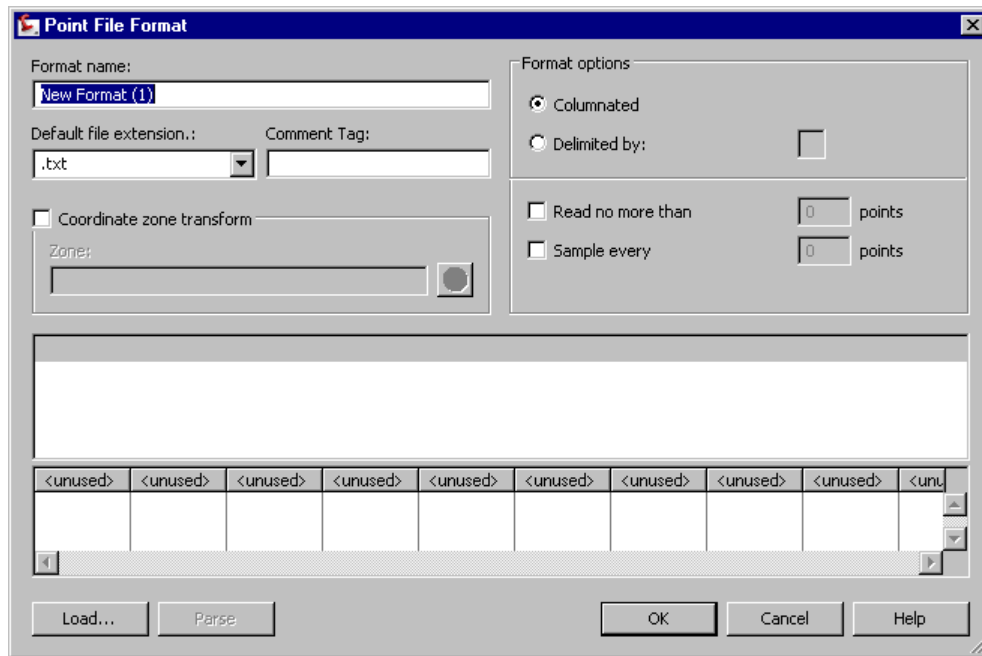 Point File Format
Format name:
New Format (1)
Default file extension.:
Comment Tag:
.txt
Coordinate zone transform
Zone:
Format options
Columnated
Delimited by:
Read no more than 0 points
Sample every 0 points
<unused> <unused> <unused> <unused> <unused> <unused> <unused> <unused> <unused> <unu
Load... Parse OK Cancel Help